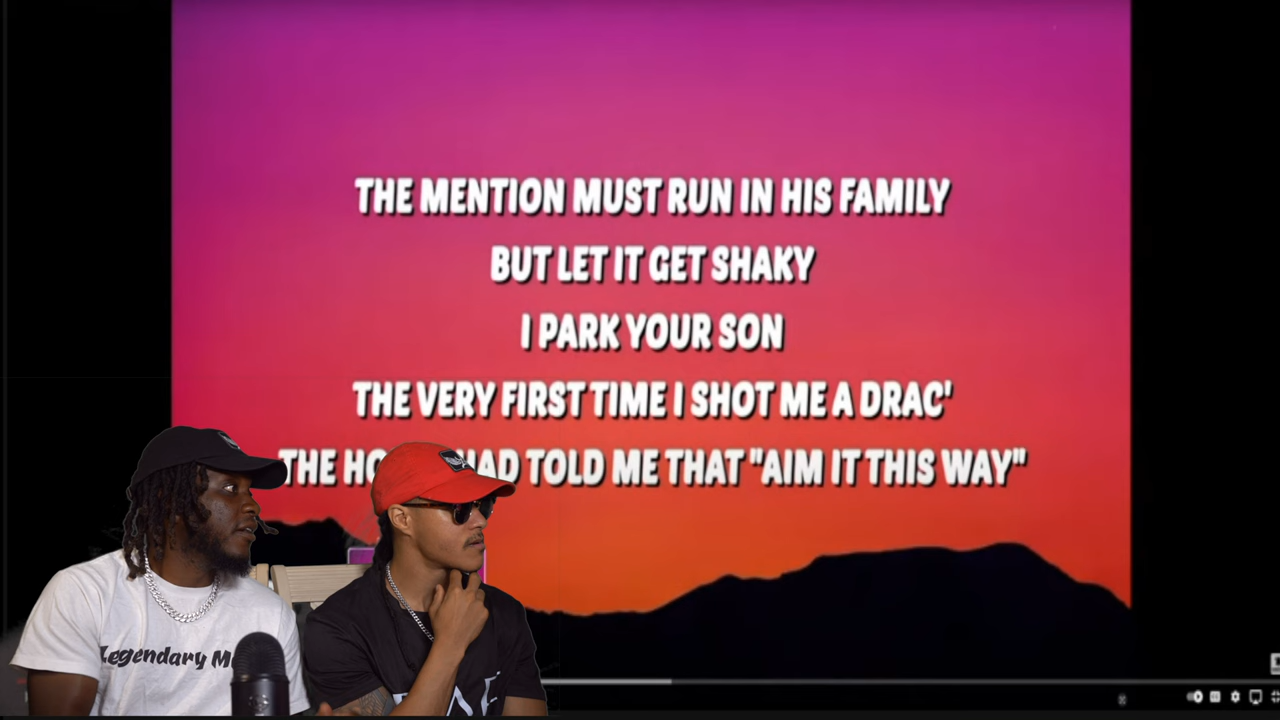 THE MENTION MUST RUN IN HIS FAMILY
BUT LET IT GET SHAKY
I PARK YOUR SON
THE VERY FIRST TIME I SHOT ME A DRAC'
THE HAD TOLD ME THAT "AIM IT THIS WAY"
Legendary